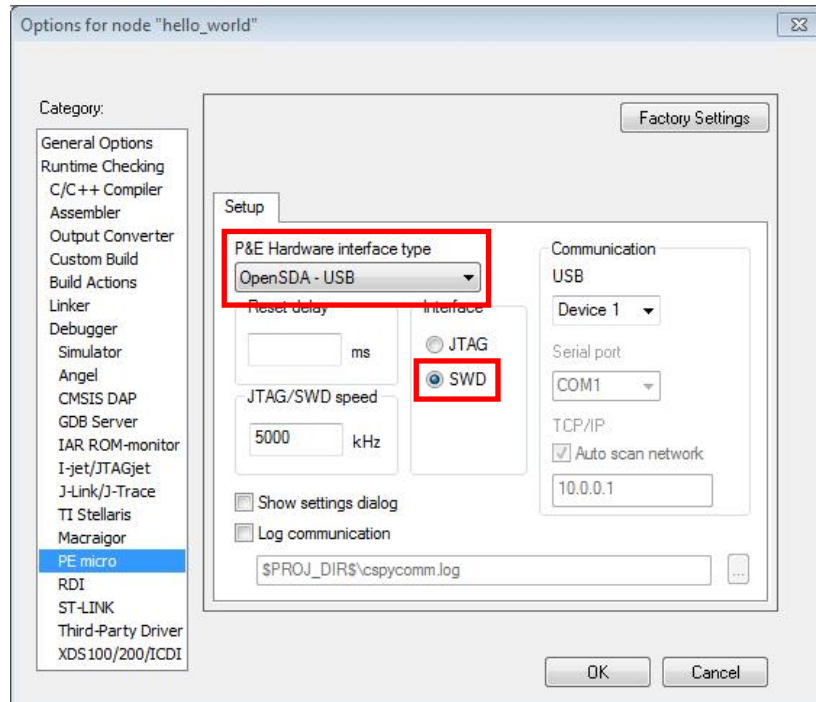 Options for node "hello_world"
Category:
Factory Settings
General Options
Runtime Checking
C/C++ Compiler
Assembler
Output Converter
Custom Build
Build Actions
Linker
Debugger
Simulator
Angel
CMSIS DAP
GDB Server
IAR ROM-monitor
I-jet/JTAGjet
J-Link/J-Trace
TI Stellaris
Macraigor
PE micro
RDI
ST-LINK
Third-Party Driver
XDS100/200/ICDI
Setup
P&E Hardware interface type
OpenSDA - USB
Reset delay
ms
JTAG/SWD speed
5000 kHz
Interface
JTAG
SWD
Communication
USB
Device 1
Serial port
COM1
TCP/IP
Auto scan network
10.0.0.1
Show settings dialog
Log communication
$PROJ_DIR$\cspycomm.log
...
OK
Cancel